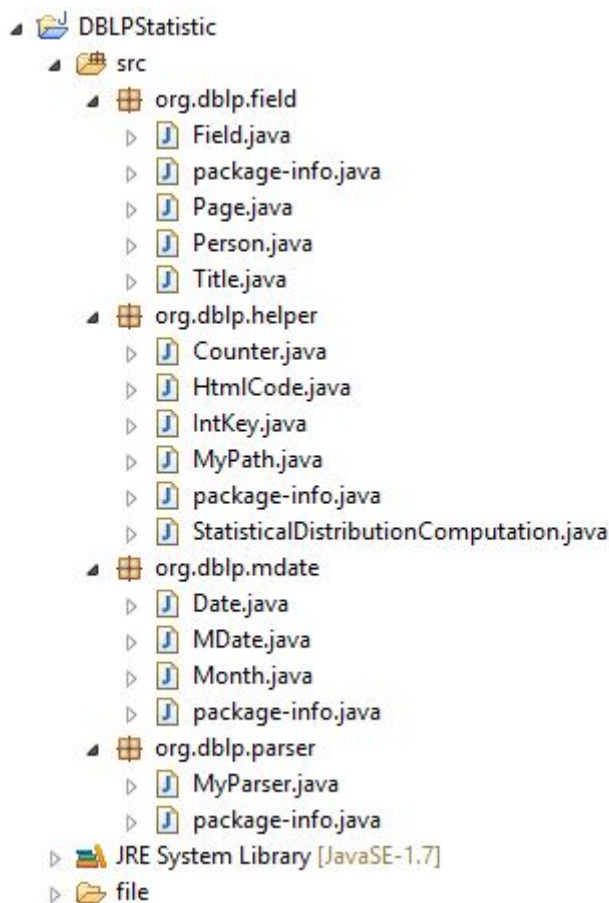 DBLPStatistic
src
org.dblp.field
Field.java
package-info.java
Page.java
Person.java
Title.java
org.dblp.helper
Counter.java
HtmlCode.java
IntKey.java
MyPath.java
package-info.java
StatisticalDistributionComputation.java
org.dblp.mdate
Date.java
MDate.java
Month.java
package-info.java
org.dblp.parser
MyParser.java
package-info.java
JRE System Library [JavaSE-1.7]
file